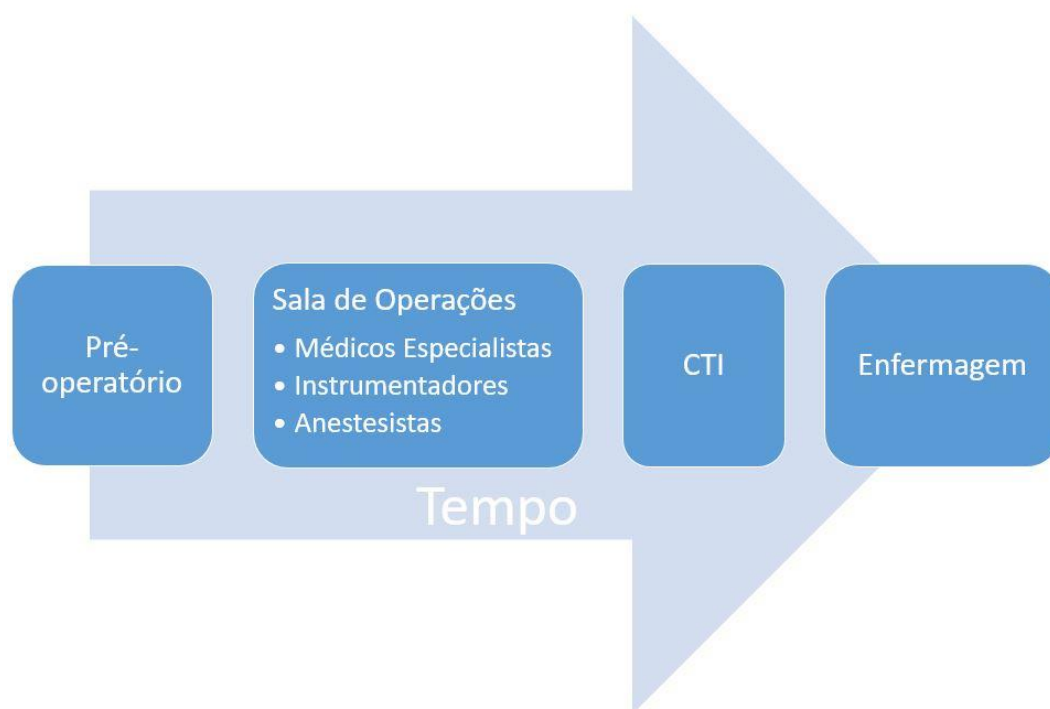 Pré-
operatório
Sala de Operações
• Médicos Especialistas
• Instrumentadores
• Anestesistas
CTI
Enfermagem
Tempo